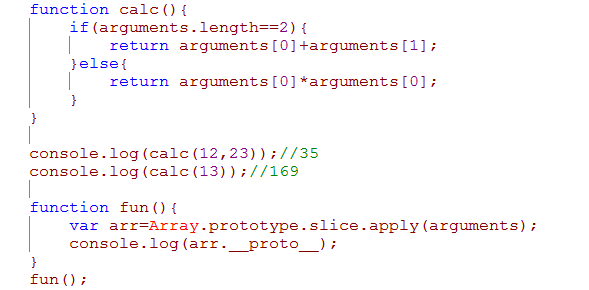 function calc(){
    if(arguments.length==2){
        return arguments[0]+arguments[1];
    }else{
        return arguments[0]*arguments[0];
    }
}
console.log(calc(12,23));//35
console.log(calc(13));//169
function fun(){
    var arr=Array.prototype.slice.apply(arguments);
    console.log(arr.__proto__);
}
fun();